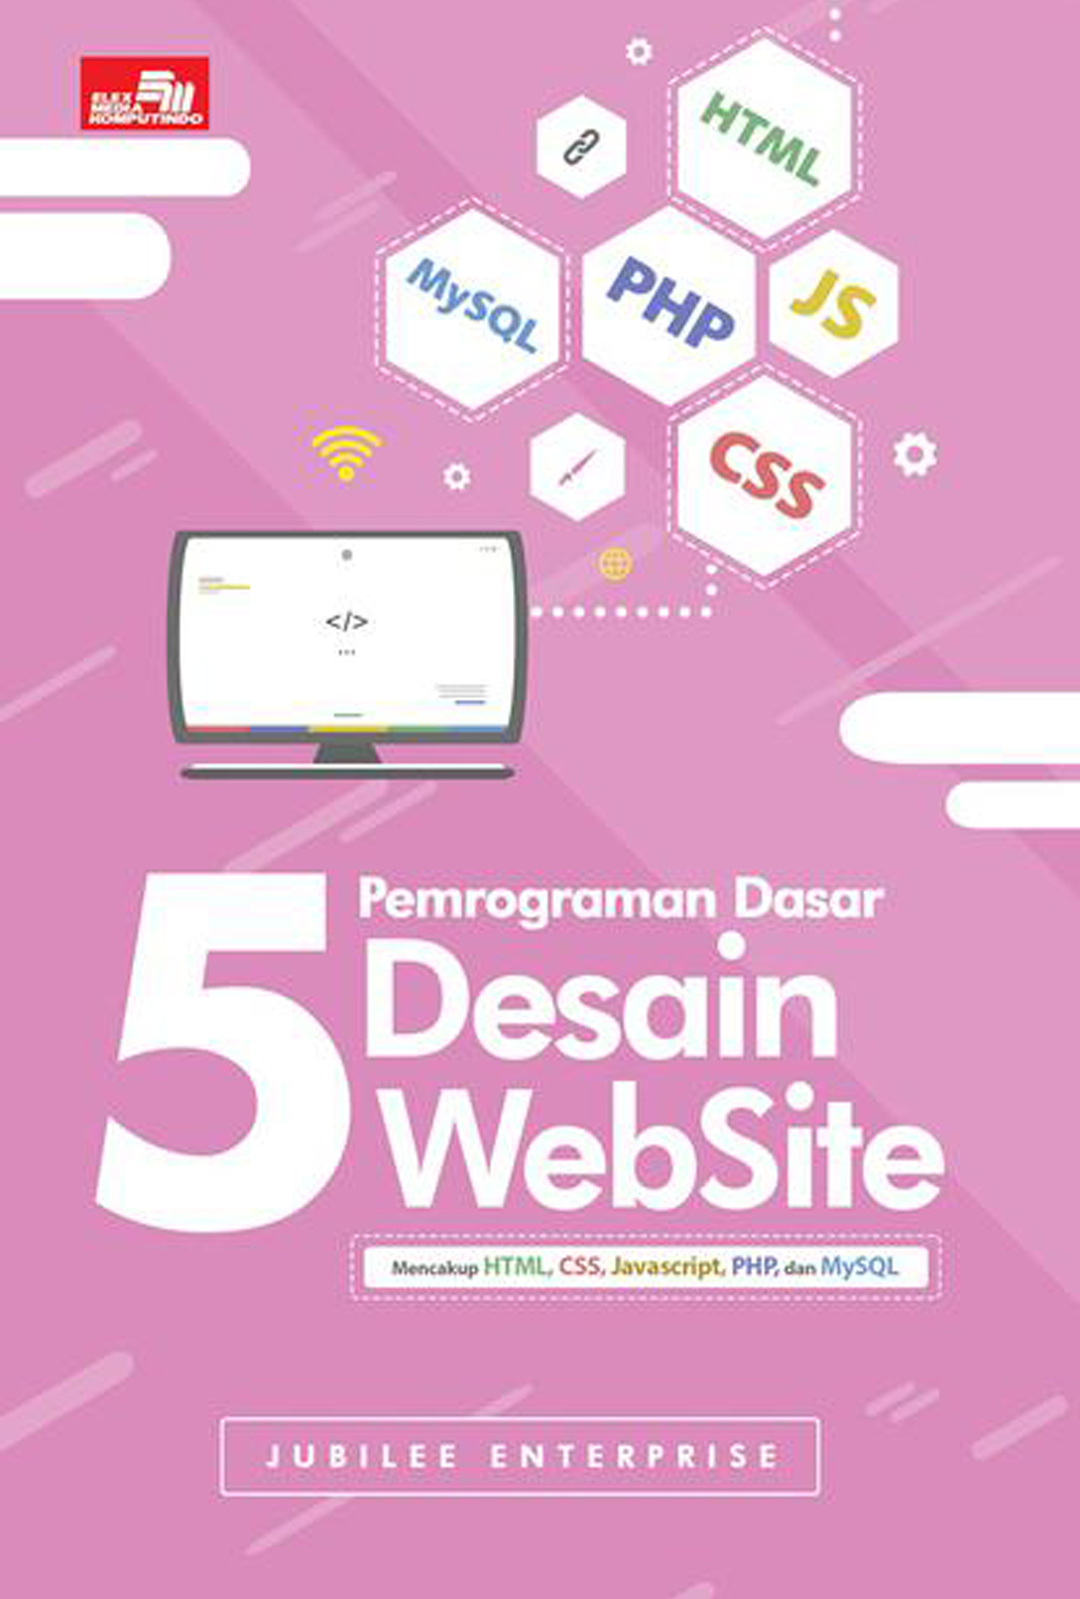 ELEX
MEDIA
KOMPUTINDO
HTML
MySQL
PHP
JS
CSS
</>
5
Pemrograman Dasar
Desain
WebSite
Mencakup HTML, CSS, Javascript, PHP, dan MySQL
JUBILEE ENTERPRISE